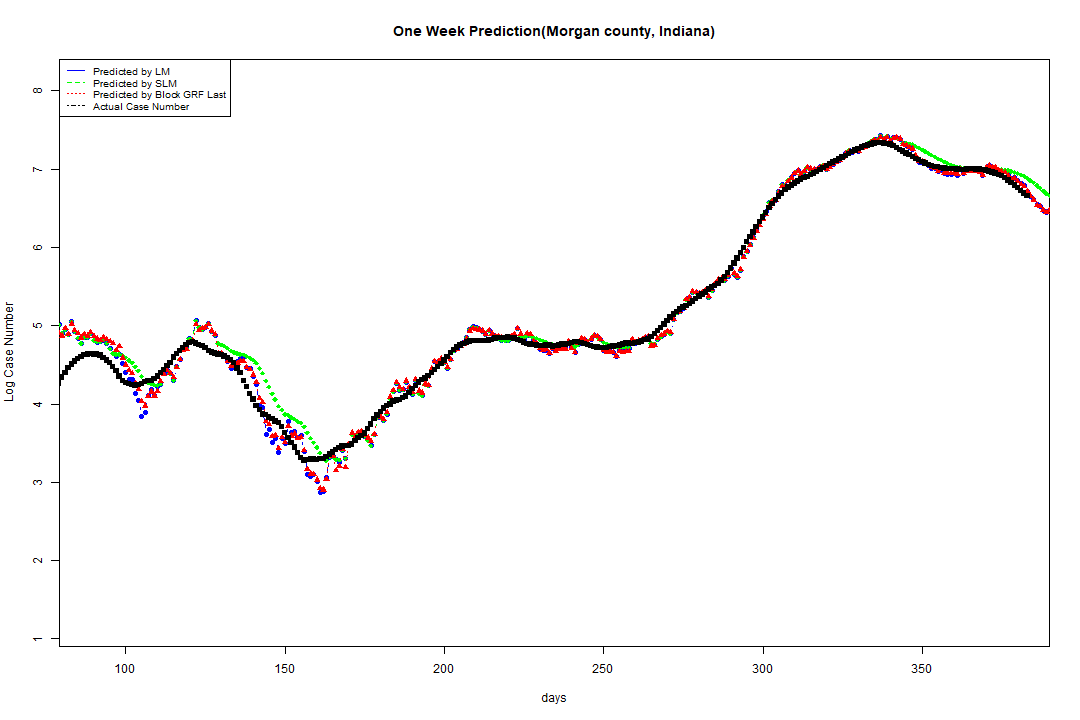 One Week Prediction(Morgan county, Indiana)
Predicted by LM
Predicted by SLM
Predicted by Block GRF Last
Actual Case Number
8
7
6
5
4
3
2
1
Log Case Number
100 150 200 250 300 350
days